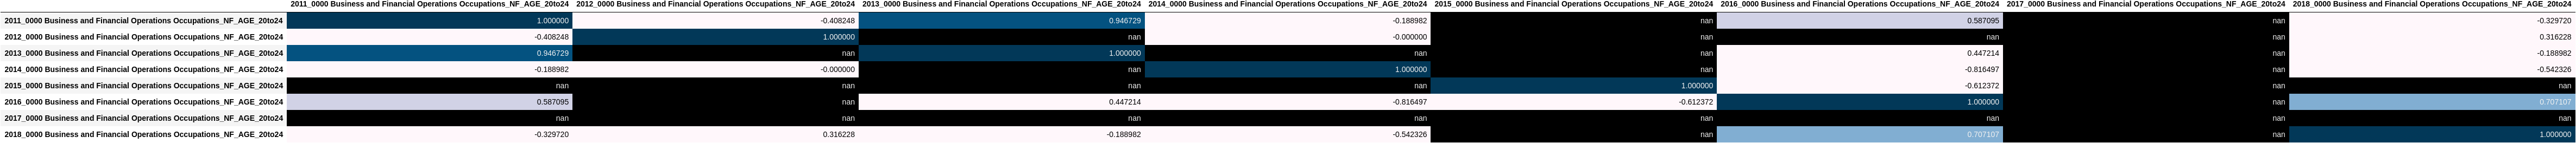 2011_0000 Business and Financial Operations Occupations_NF_AGE_20to24 2012_0000 Business and Financial Operations Occupations_NF_AGE_20to24 2013_0000 Business and Financial Operations Occupations_NF_AGE_20to24 2014_0000 Business and Financial Operations Occupations_NF_AGE_20to24 2015_0000 Business and Financial Operations Occupations_NF_AGE_20to24 2016_0000 Business and Financial Operations Occupations_NF_AGE_20to24 2017_0000 Business and Financial Operations Occupations_NF_AGE_20to24 2018_0000 Business and Financial Operations Occupations_NF_AGE_20to24
2011_0000 Business and Financial Operations Occupations_NF_AGE_20to24 1.000000 -0.408248 0.946729 -0.188982 nan 0.587095 nan -0.329720
2012_0000 Business and Financial Operations Occupations_NF_AGE_20to24 -0.408248 1.000000 nan -0.000000 nan nan nan 0.316228
2013_0000 Business and Financial Operations Occupations_NF_AGE_20to24 0.946729 nan 1.000000 nan nan 0.447214 nan -0.188982
2014_0000 Business and Financial Operations Occupations_NF_AGE_20to24 -0.188982 -0.000000 nan 1.000000 nan -0.816497 nan -0.542326
2015_0000 Business and Financial Operations Occupations_NF_AGE_20to24 nan nan nan nan 1.000000 -0.612372 nan nan
2016_0000 Business and Financial Operations Occupations_NF_AGE_20to24 0.587095 nan 0.447214 -0.816497 -0.612372 1.000000 nan 0.707107
2017_0000 Business and Financial Operations Occupations_NF_AGE_20to24 nan nan nan nan nan nan nan nan
2018_0000 Business and Financial Operations Occupations_NF_AGE_20to24 -0.329720 0.316228 -0.188982 -0.542326 nan 0.707107 nan 1.000000